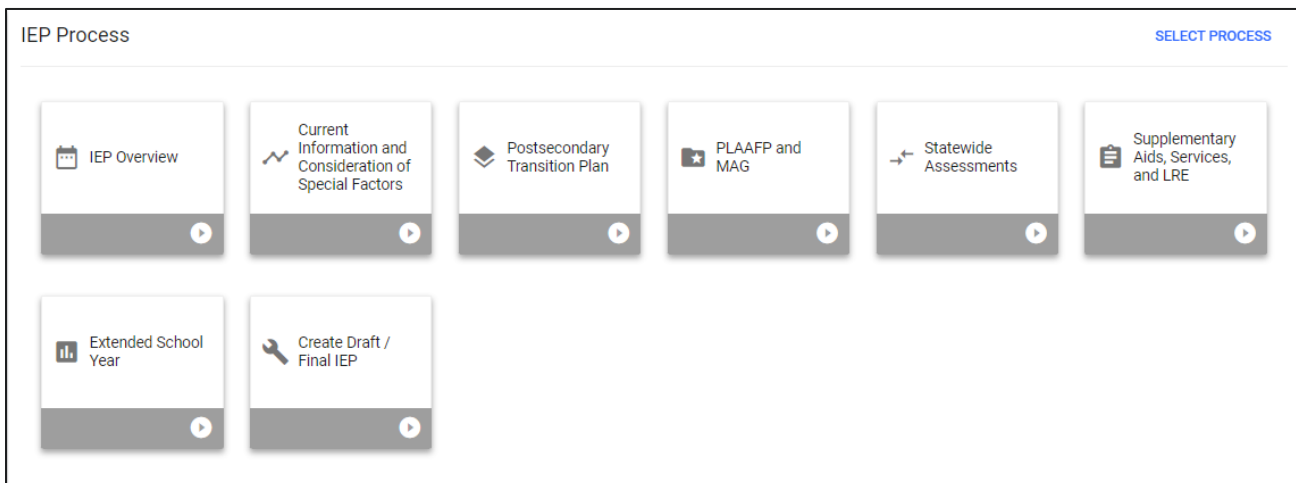 IEP Process
SELECT PROCESS
IEP Overview
Current
Information and
Consideration of
Special Factors
Postsecondary
Transition Plan
PLAAFP and
MAG
Statewide
Assessments
Supplementary
Aids, Services,
and LRE
Extended School
Year
Create Draft /
Final IEP